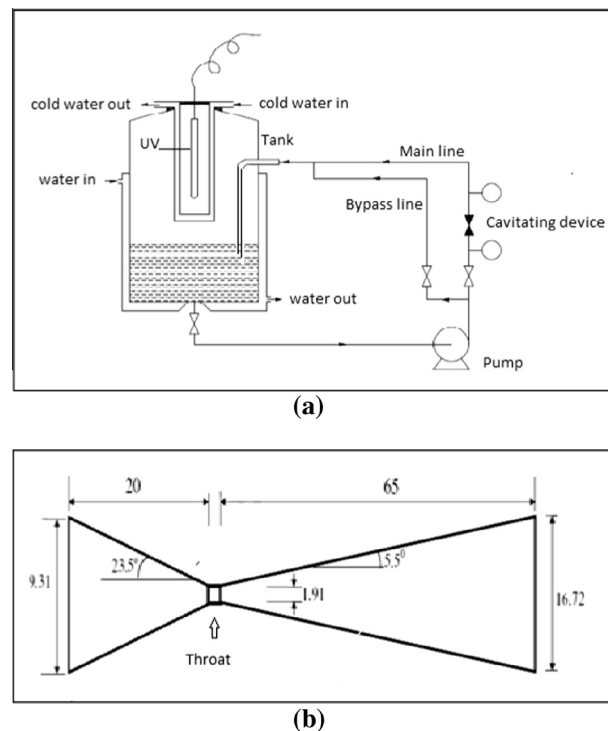 cold water out
cold water in
UV
Tank
water in
Main line
Bypass line
Cavitating device
water out
Pump
(a)
20
65
23.5°
5.5⁰
9.31
1.91
16.72
Throat
(b)